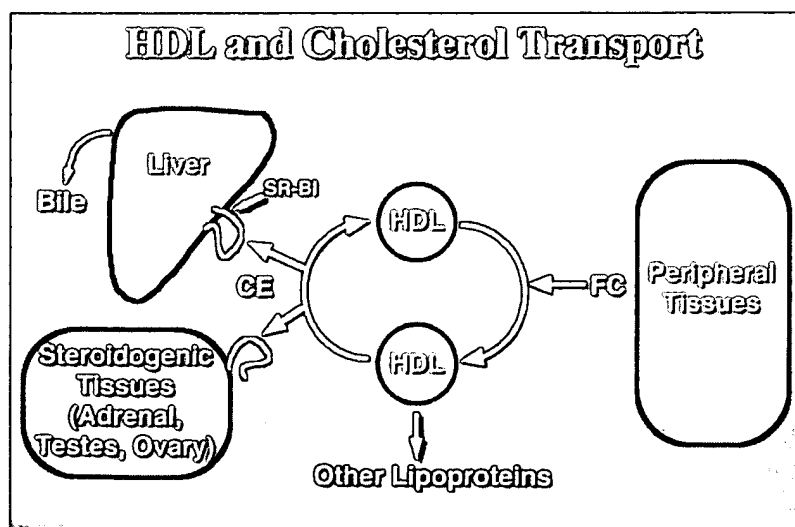 HDL and Cholesterol Transport
Liver
Bile
SR-BI
HDL
CE
FC
Peripheral
Tissues
HDL
Steroidogenic
Tissues
(Adrenal,
Testes, Ovary)
Other Lipoproteins